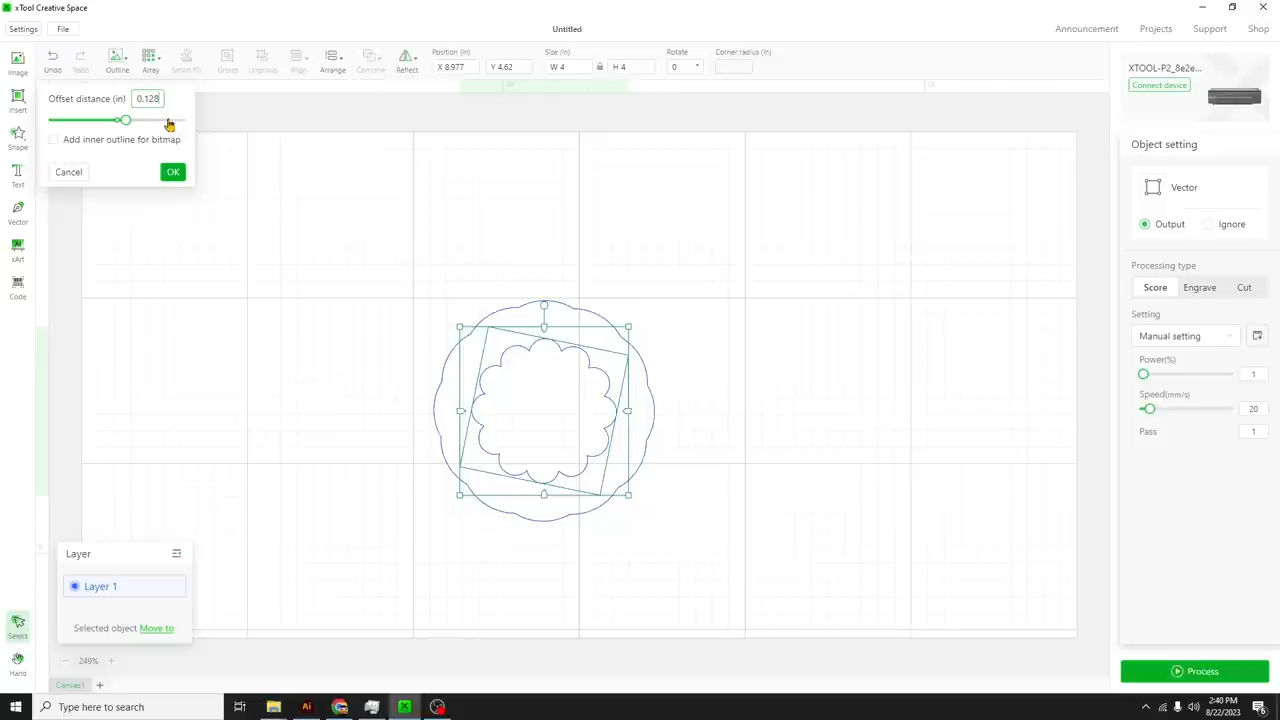 xTool Creative Space
Settings File Untitled Announcement Projects Support Shop
Image
Insert
Shape
Text
Vector
xArt
Code
Select
Hand
Undo Redo Outline Array Smart Fill Group Ungroup Align Arrange Combine Reflect
Position (in) Size (in) Rotate Corner radius (in)
X 8.977 Y 4.62 W 4 H 4 0 °
Offset distance (in) 0.128
Add inner outline for bitmap
Cancel OK
Layer
Layer 1
Selected object Move to
249%
Canvas1
XTOOL-P2_8e2e...
Connect device
Object setting
Vector
Output Ignore
Processing type
Score Engrave Cut
Setting
Manual setting
Power(%)
1
Speed(mm/s)
20
Pass 1
Process
Type here to search
Ai
2:40 PM
8/22/2023